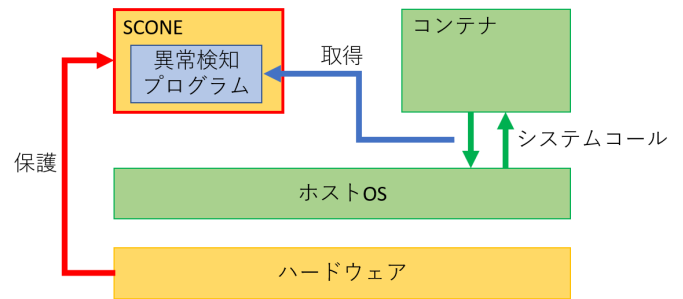 SCONE
異常検知
プログラム
取得
コンテナ
システムコール
保護
ホストOS
ハードウェア